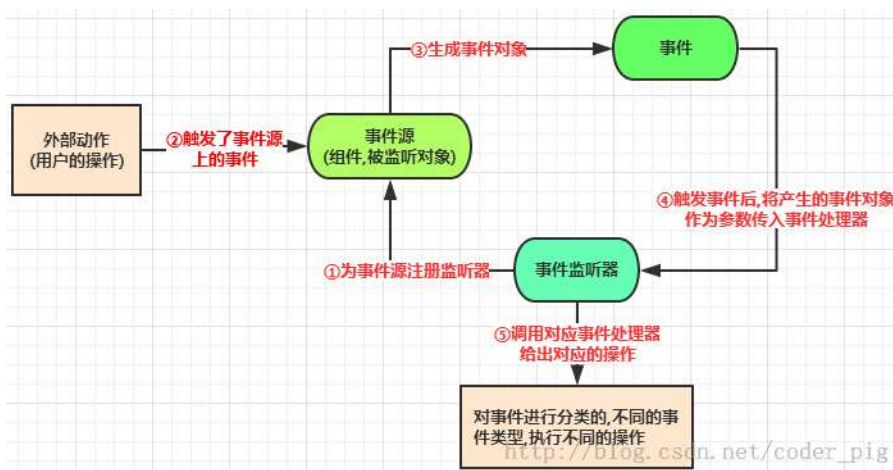 ③生成事件对象
事件
外部动作
(用户的操作)
②触发了事件源
上的事件
事件源
(组件,被监听对象)
④触发事件后,将产生的事件对象
作为参数传入事件处理器
①为事件源注册监听器
事件监听器
⑤调用对应事件处理器
给出对应的操作
对事件进行分类的,不同的事
件类型,执行不同的操作
http://blog.csdn.net/coder_pig